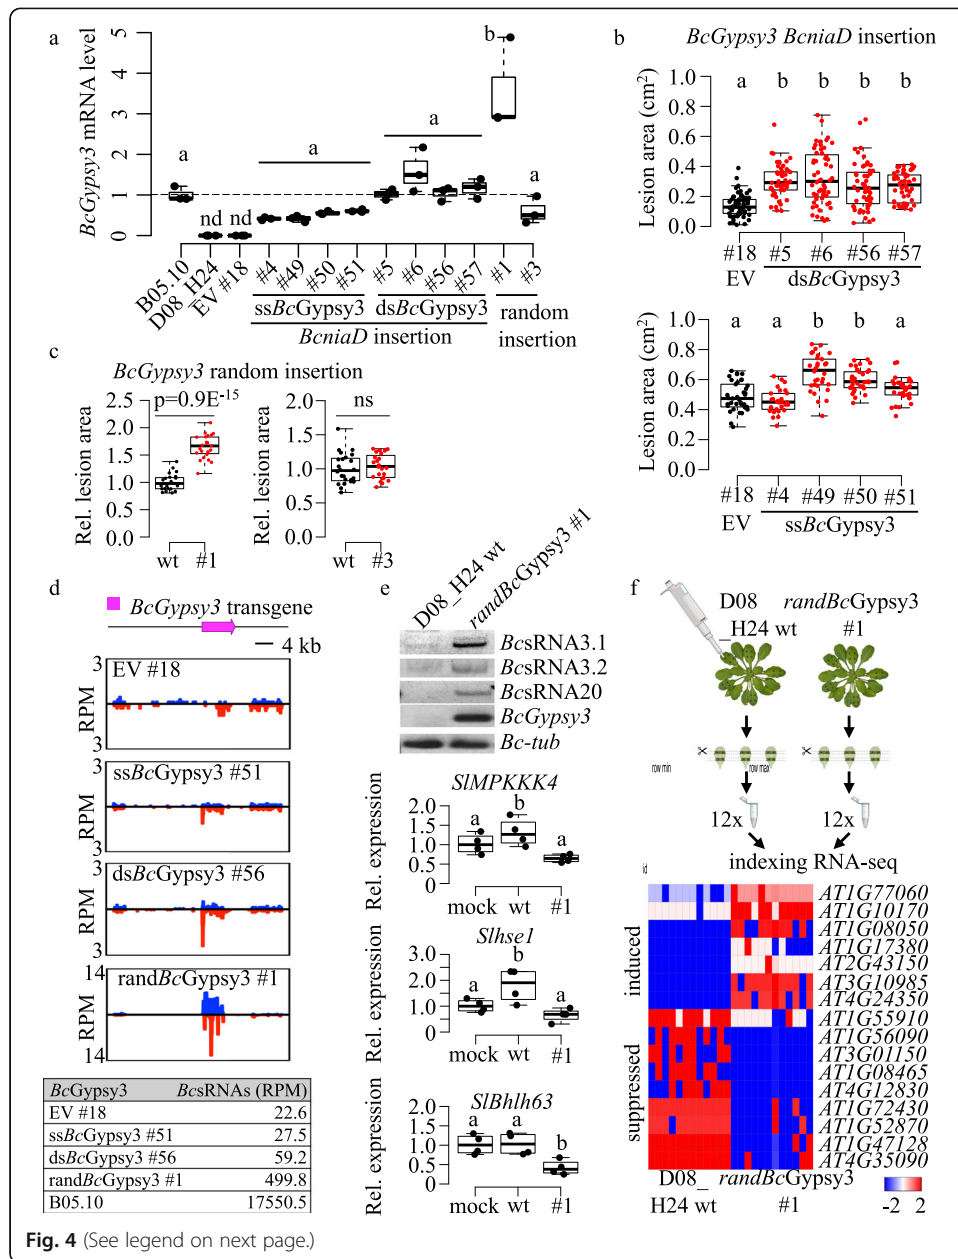 a
BcGypsy3 mRNA level
5
4
3
2
1
0
a
nd
nd
a
a
b
a
B05.10
D08_H24
EV #18
#4
#49
#50
#51
#5
#6
#56
#57
#1
#3
ssBcGypsy3
dsBcGypsy3
BcniaD insertion
random
insertion
b
BcGypsy3 BcniaD insertion
Lesion area (cm2)
1.0
0.8
0.6
0.4
0.2
0.0
a b b b b
#18 #5 #6 #56 #57
EV
dsBcGypsy3
Lesion area (cm2)
1.0
0.8
0.6
0.4
0.2
0.0
a a b b a
#18 #4 #49 #50 #51
EV
ssBcGypsy3
c
BcGypsy3 random insertion
Rel. lesion area
2.5
2.0
1.5
1.0
0.5
0.0
p=0.9E-15
wt #1
Rel. lesion area
2.0
1.5
1.0
0.5
0.0
ns
wt #3
d
BcGypsy3 transgene
4 kb
EV #18
RPM
3
3
ssBcGypsy3 #51
RPM
3
3
dsBcGypsy3 #56
RPM
3
3
randBcGypsy3 #1
RPM
14
14
BcGypsy3 BcsRNAs (RPM)
EV #18 22.6
ssBcGypsy3 #51 27.5
dsBcGypsy3 #56 59.2
randBcGypsy3 #1 499.8
B05.10 17550.5
e
D08_H24 wt
randBcGypsy3 #1
BcsRNA3.1
BcsRNA3.2
BcsRNA20
BcGypsy3
Bc-tub
SlMPKKK4
Rel. expression
2.0
1.5
1.0
0.5
0
a b a
mock wt #1
Slhse1
Rel. expression
3.0
2.0
1.5
1.0
0.5
0
a b a
mock wt #1
SlBhlh63
Rel. expression
2.0
1.5
1.0
0.5
0
a a b
mock wt #1
f
D08
_H24 wt
randBcGypsy3
#1
row min row max
12x 12x
indexing RNA-seq
id
induced
suppressed
AT1G77060
AT1G10170
AT1G08050
AT1G17380
AT2G43150
AT3G10985
AT4G24350
AT1G55910
AT1G56090
AT3G01150
AT1G08465
AT4G12830
AT1G72430
AT1G52870
AT1G47128
AT4G35090
D08_
H24 wt
randBcGypsy3
#1
-2 2
Fig. 4 (See legend on next page.)